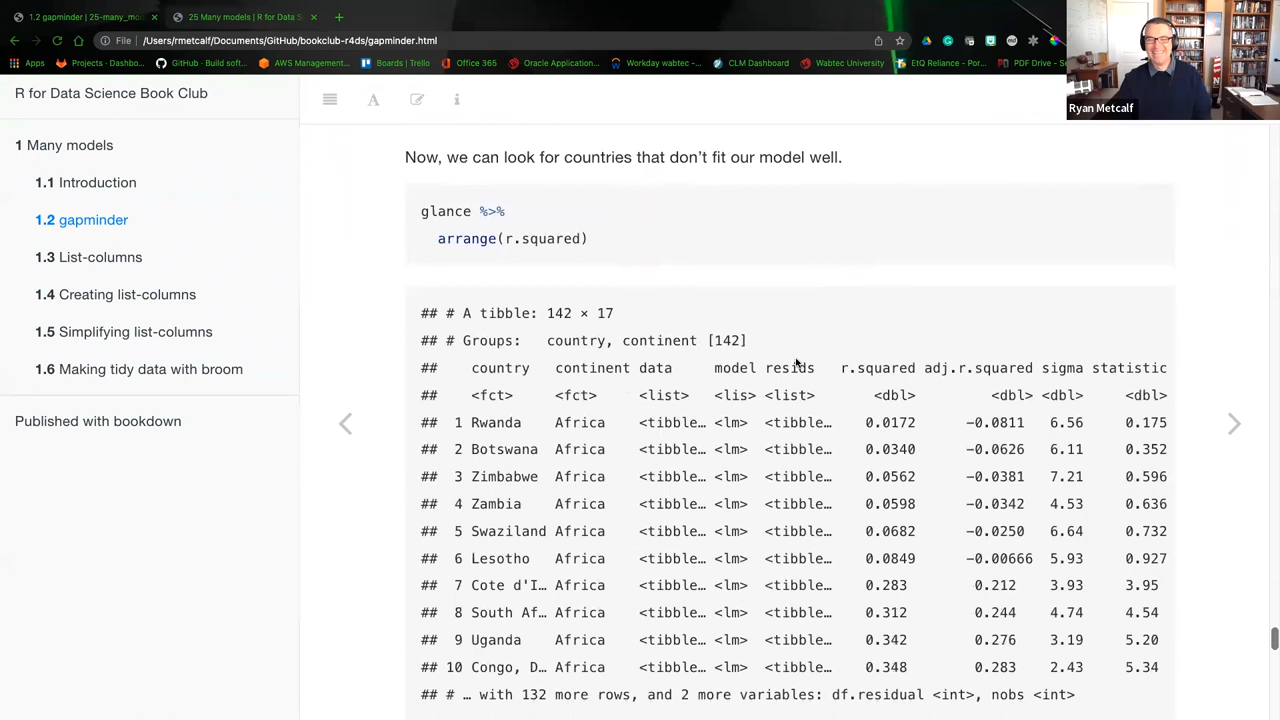 1.2 gapminder | 25-many_mo
25 Many models | R for Data S
File
/Users/rmetcalf/Documents/GitHub/bookclub-r4ds/gapminder.html
Apps
Projects · Dashbo...
GitHub · Build soft...
AWS Management...
Boards | Trello
Office 365
Oracle Application...
Workday wabtec -...
CLM Dashboard
Wabtec University
EtQ Reliance - Por...
PDF Drive - S
Ryan Metcalf
R for Data Science Book Club
1 Many models
1.1 Introduction
1.2 gapminder
1.3 List-columns
1.4 Creating list-columns
1.5 Simplifying list-columns
1.6 Making tidy data with broom
Published with bookdown
Now, we can look for countries that don’t fit our model well.
glance %>%
arrange(r.squared)
## # A tibble: 142 × 17
## # Groups: country, continent [142]
## country continent data model resids r.squared adj.r.squared sigma statistic
## <fct> <fct> <list> <lis> <list> <dbl> <dbl> <dbl> <dbl>
## 1 Rwanda Africa <tibble… <lm> <tibble… 0.0172 -0.0811 6.56 0.175
## 2 Botswana Africa <tibble… <lm> <tibble… 0.0340 -0.0626 6.11 0.352
## 3 Zimbabwe Africa <tibble… <lm> <tibble… 0.0562 -0.0381 7.21 0.596
## 4 Zambia Africa <tibble… <lm> <tibble… 0.0598 -0.0342 4.53 0.636
## 5 Swaziland Africa <tibble… <lm> <tibble… 0.0682 -0.0250 6.64 0.732
## 6 Lesotho Africa <tibble… <lm> <tibble… 0.0849 -0.00666 5.93 0.927
## 7 Cote d'I… Africa <tibble… <lm> <tibble… 0.283 0.212 3.93 3.95
## 8 South Af… Africa <tibble… <lm> <tibble… 0.312 0.244 4.74 4.54
## 9 Uganda Africa <tibble… <lm> <tibble… 0.342 0.276 3.19 5.20
## 10 Congo, D… Africa <tibble… <lm> <tibble… 0.348 0.283 2.43 5.34
## # … with 132 more rows, and 2 more variables: df.residual <int>, nobs <int>